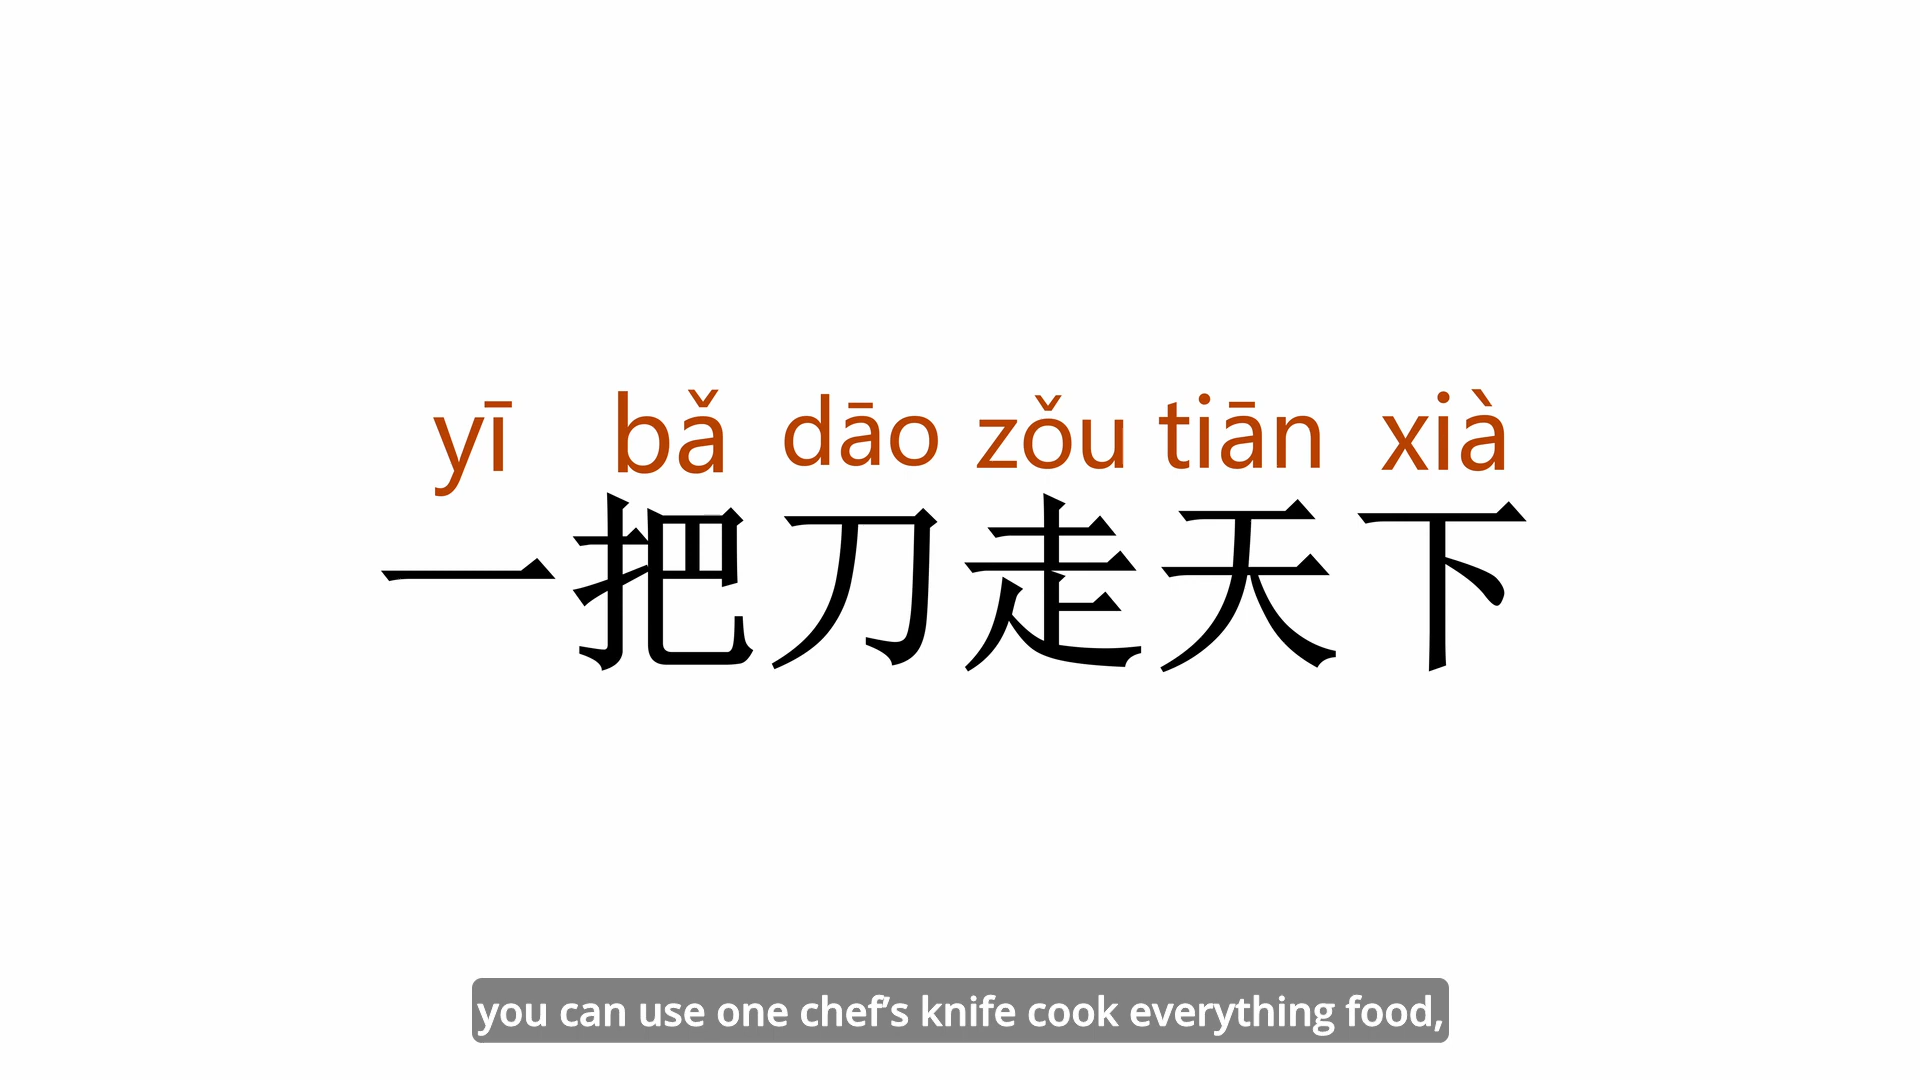 yī bǎ dāo zǒu tiān xià
一把刀走天下
you can use one chef’s knife cook everything food,